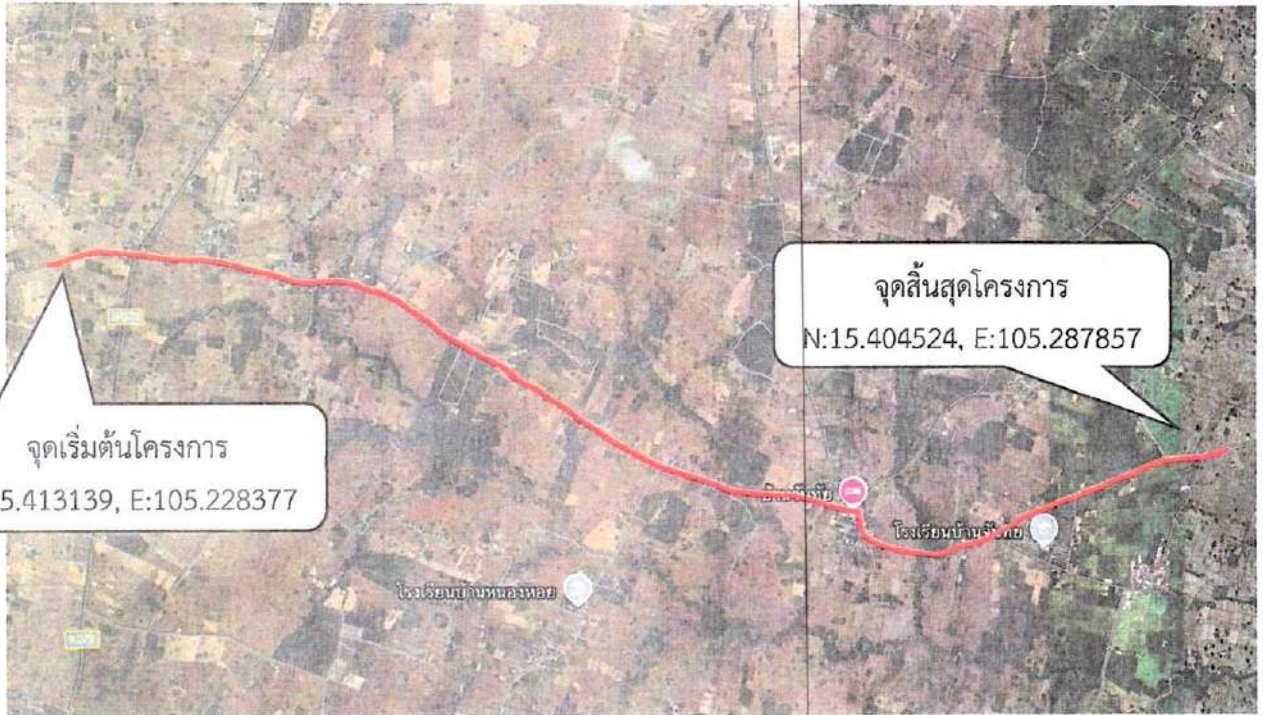 จุดสิ้นสุดโครงการ
N:15.404524, E:105.287857
จุดเริ่มต้นโครงการ
5.413139, E:105.228377
โรงเรียนบ้านหนองหอย